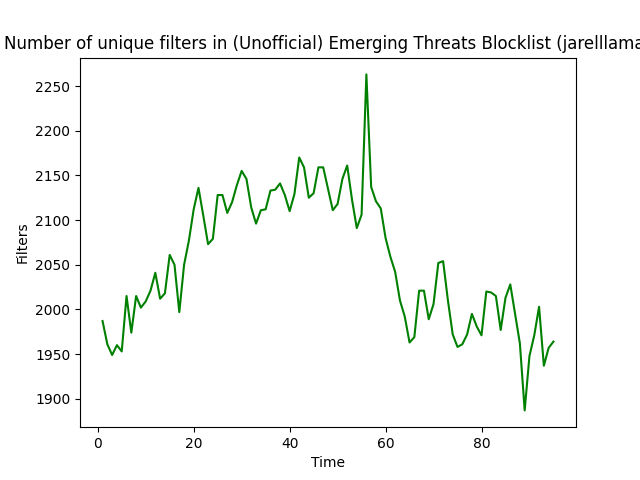 Number of unique filters in (Unofficial) Emerging Threats Blocklist (jarelllama
2250
2200
2150
2100
2050
2000
1950
1900
Filters
0 20 40 60 80
Time